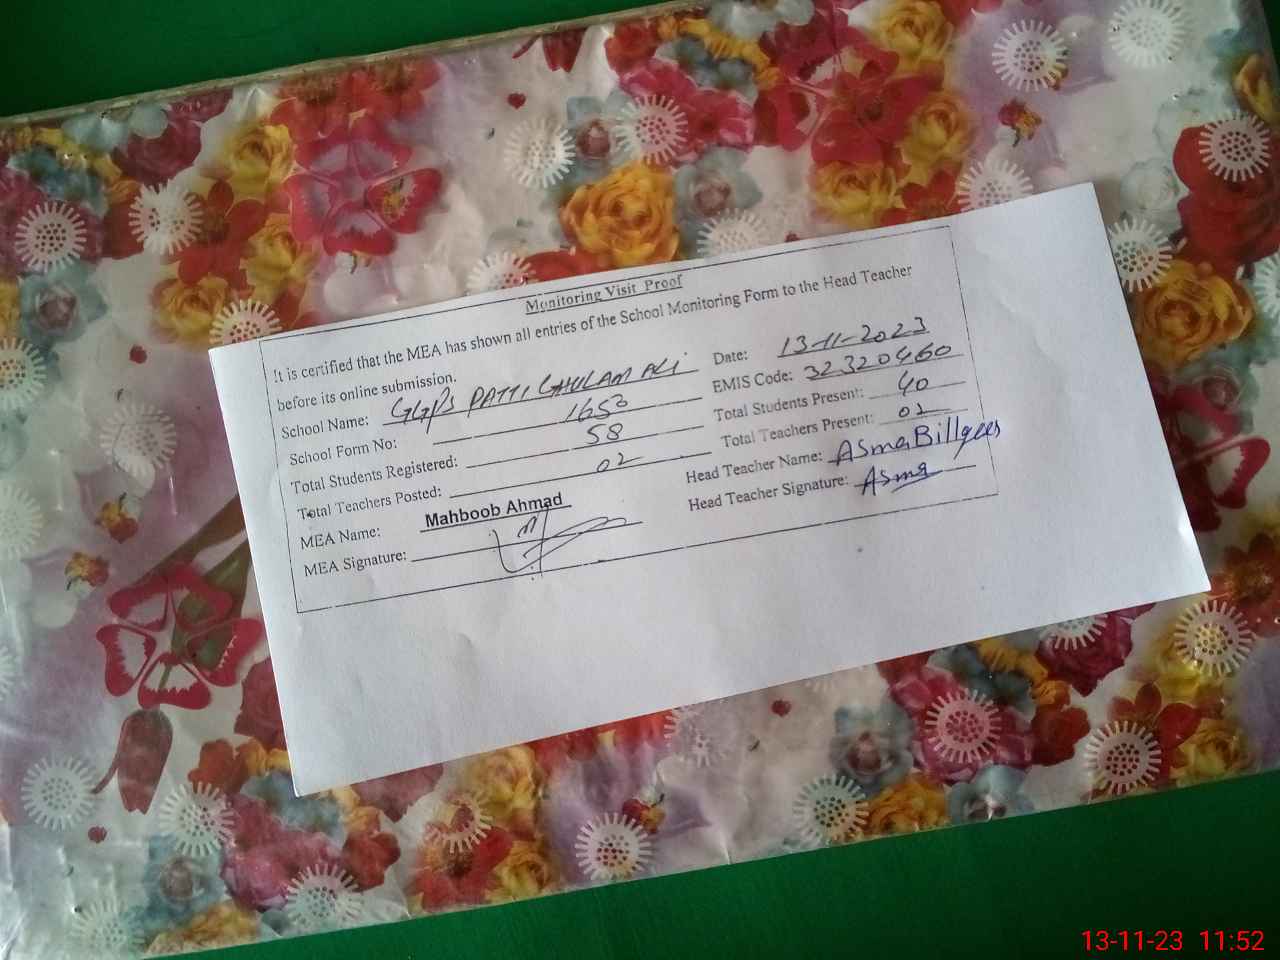 Monitoring Visit Proof
It is certified that the MEA has shown all entries of the School Monitoring Form to the Head Teacher
before its online submission.
School Name: GGPS PATTI GHULAM ALI Date: 13-11-2023
School Form No: 1653 EMIS Code: 32320460
Total Students Registered: 58 Total Students Present: 40
Total Teachers Posted: 02 Total Teachers Present: 02
MEA Name: Mahboob Ahmad Head Teacher Name: Asma Billqees
MEA Signature: Head Teacher Signature: Asma
13-11-23 11:52